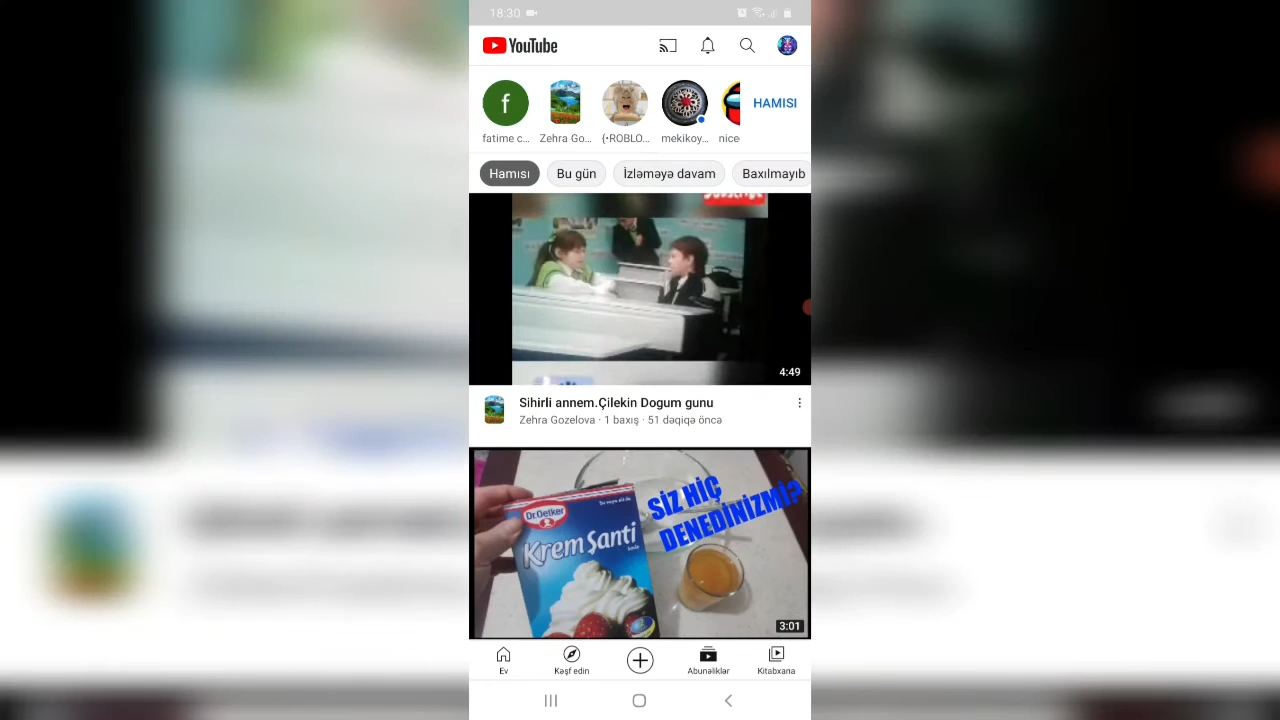 18:30
YouTube
f
HAMISI
fatime c...
Zehra Go...
(•ROBLO...
mekikoy...
nice
Hamısı
Bu gün
İzləməyə davam
Baxılmayıb
4:49
Sihirli annem.Çilekin Dogum gunu
Zehra Gozelova · 1 baxış · 51 dəqiqə öncə
SİZ HİÇ
DENEDİNİZMİ?
Dr. Oetker
Krem Şanti
sade
3:01
Ev
Kəşf edin
Abunəliklər
Kitabxana